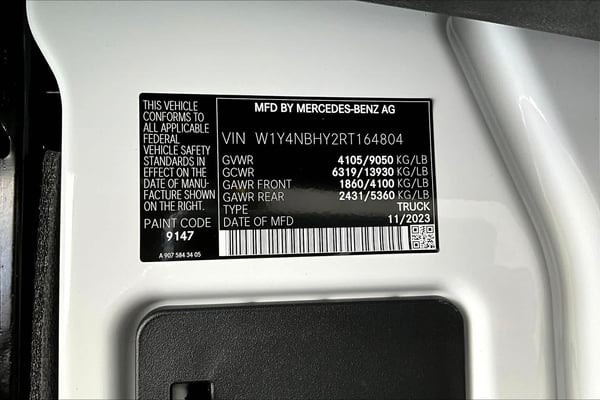 THIS VEHICLE
CONFORMS TO
ALL APPLICABLE
FEDERAL
VEHICLE SAFETY
STANDARDS IN
EFFECT ON THE
DATE OF MANU-
FACTURE SHOWN
ON THE RIGHT.
PAINT CODE
9147
A 907 584 34 05
MFD BY MERCEDES-BENZ AG
VIN W1Y4NBHY2RT164804
GVWR 4105/9050 KG/LB
GCWR 6319/13930 KG/LB
GAWR FRONT 1860/4100 KG/LB
GAWR REAR 2431/5360 KG/LB
TYPE TRUCK
DATE OF MFD 11/2023